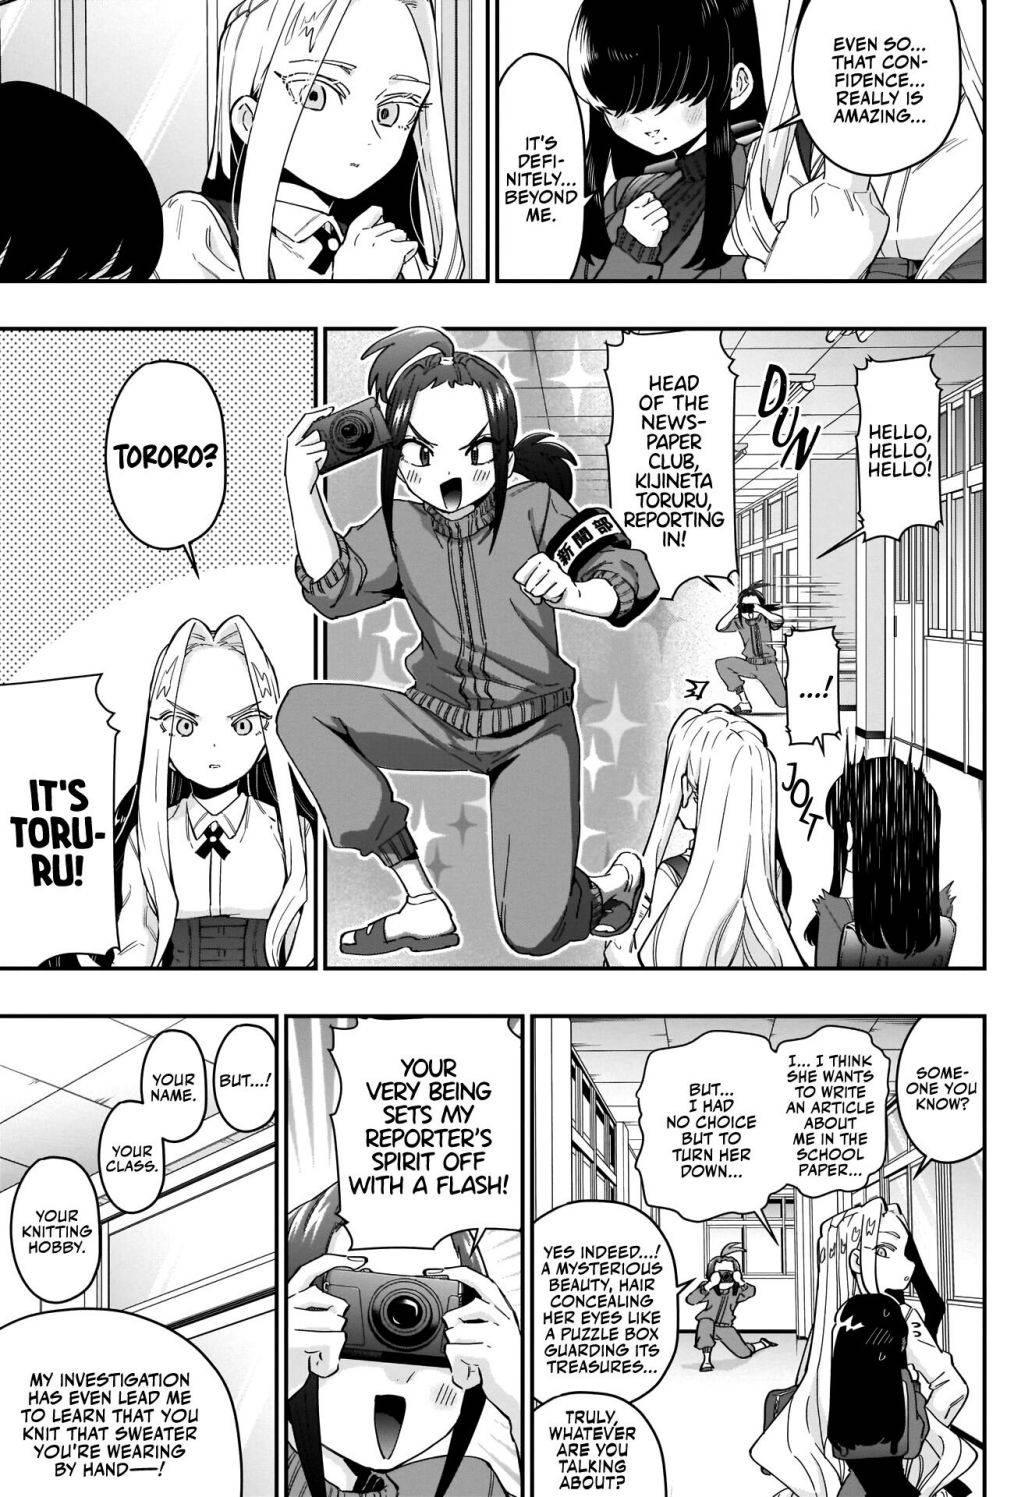 EVEN SO...
THAT CON-
FIDENCE...
REALLY IS
AMAZING...
IT'S
DEFI-
NITELY...
BEYOND
ME.
HELLO,
HELLO,
HELLO!
DUN
HEAD
OF THE
NEWS-
PAPER
CLUB,
KIJINETA
TORURU,
REPORTING
IN!
新聞部
...!
JOLT
TORORO?
IT'S
TORU-
RU!
SOME-
ONE YOU
KNOW?
I... I THINK
SHE WANTS
TO WRITE
AN ARTICLE
ABOUT
ME IN THE
SCHOOL
PAPER...
BUT...
I HAD
NO CHOICE
BUT TO
TURN HER
DOWN...
YES INDEED...!
A MYSTERIOUS
BEAUTY, HAIR
CONCEALING
HER EYES LIKE
A PUZZLE BOX
GUARDING ITS
TREASURES...
TRULY,
WHATEVER
ARE YOU
TALKING
ABOUT?
YOUR
VERY BEING
SETS MY
REPORTER'S
SPIRIT OFF
WITH A FLASH!
BUT...!
YOUR
NAME.
YOUR
CLASS.
YOUR
KNITTING
HOBBY.
MY INVESTIGATION
HAS EVEN LEAD ME
TO LEARN THAT YOU
KNIT THAT SWEATER
YOU'RE WEARING
BY HAND—!